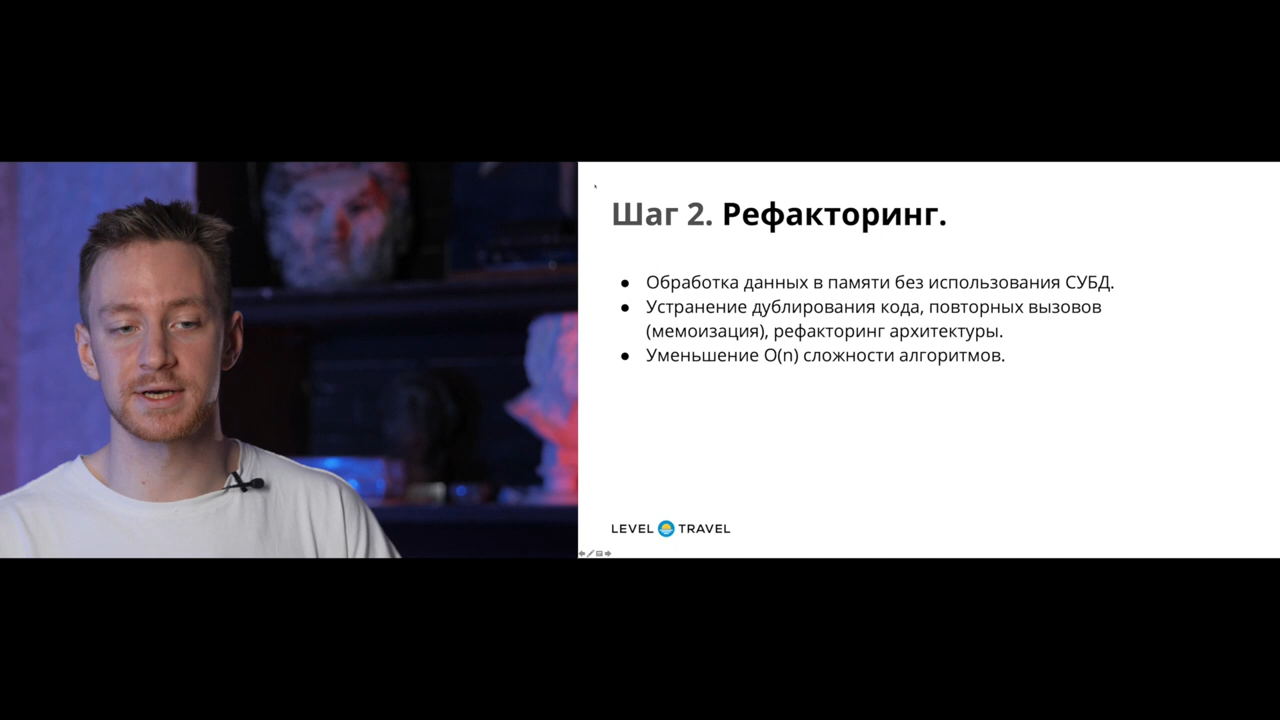 Шаг 2. Рефакторинг.
● Обработка данных в памяти без использования СУБД.
● Устранение дублирования кода, повторных вызовов
(мемоизация), рефакторинг архитектуры.
● Уменьшение O(n) сложности алгоритмов.
LEVEL TRAVEL